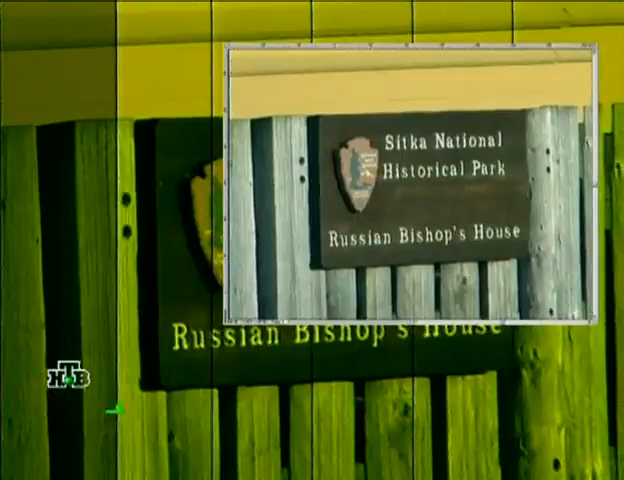 Sitka National
Historical Park
Russian Bishop's House
Russian Bishop's House
НТВ